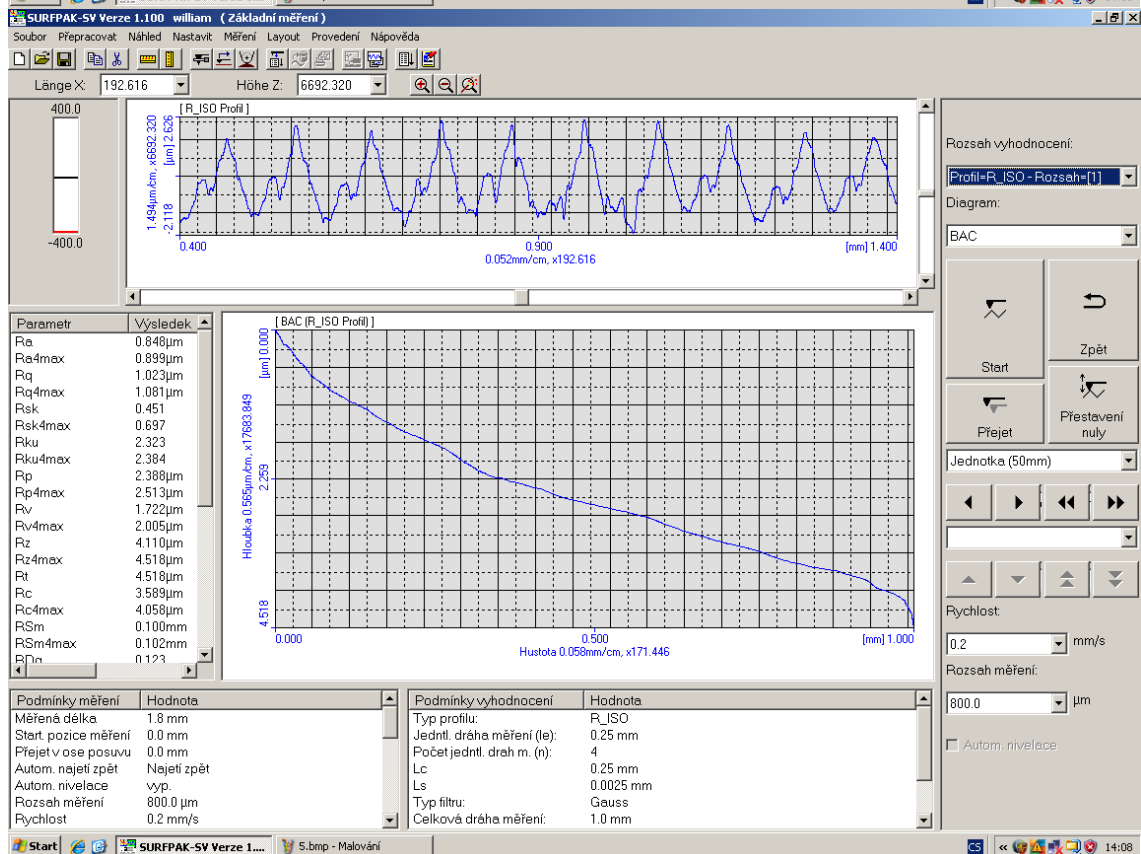 SURFPAK-SV Verze 1.100 william ( Základní měření )
Soubor Přepracovat Náhled Nastavit Měření Layout Provedení Nápověda
Länge X: 192.616 Höhe Z: 6692.320
400.0
-400.0
[ R_ISO Profil ]
1.494µm/cm, x6692.320
-2.118 [µm] 2.626
0.400 0.900 [mm] 1.400
0.052mm/cm, x192.616
Parametr Výsledek
Ra 0.848µm
Ra4max 0.899µm
Rq 1.023µm
Rq4max 1.081µm
Rsk 0.451
Rsk4max 0.697
Rku 2.323
Rku4max 2.384
Rp 2.388µm
Rp4max 2.513µm
Rv 1.722µm
Rv4max 2.005µm
Rz 4.110µm
Rz4max 4.518µm
Rt 4.518µm
Rc 3.589µm
Rc4max 4.058µm
RSm 0.100mm
RSm4max 0.102mm
RDq 0.123
[ BAC (R_ISO Profil) ]
Hloubka 0.565µm/cm, x17683.849
4.518 2.259 [µm] 0.000
0.000 0.500 [mm] 1.000
Hustota 0.058mm/cm, x171.446
Rozsah vyhodnocení:
Profil=R_ISO - Rozsah=[1]
Diagram:
BAC
Start
Zpět
Přejet
Přestavení
nuly
Jednotka (50mm)
Rychlost:
0.2 mm/s
Rozsah měření:
800.0 µm
Autom. nivelace
Podmínky měření Hodnota
Měřená délka 1.8 mm
Start. pozice měření 0.0 mm
Přejet v ose posuvu 0.0 mm
Autom. najetí zpět Najetí zpět
Autom. nivelace vyp.
Rozsah měření 800.0 µm
Rychlost 0.2 mm/s
Podmínky vyhodnocení Hodnota
Typ profilu: R_ISO
Jedntl. dráha měření (le): 0.25 mm
Počet jedntl. drah m. (n): 4
Lc 0.25 mm
Ls 0.0025 mm
Typ filtru: Gauss
Celková dráha měření: 1.0 mm
Start SURFPAK-SV Verze 1.... 5.bmp - Malování CS « 14:08